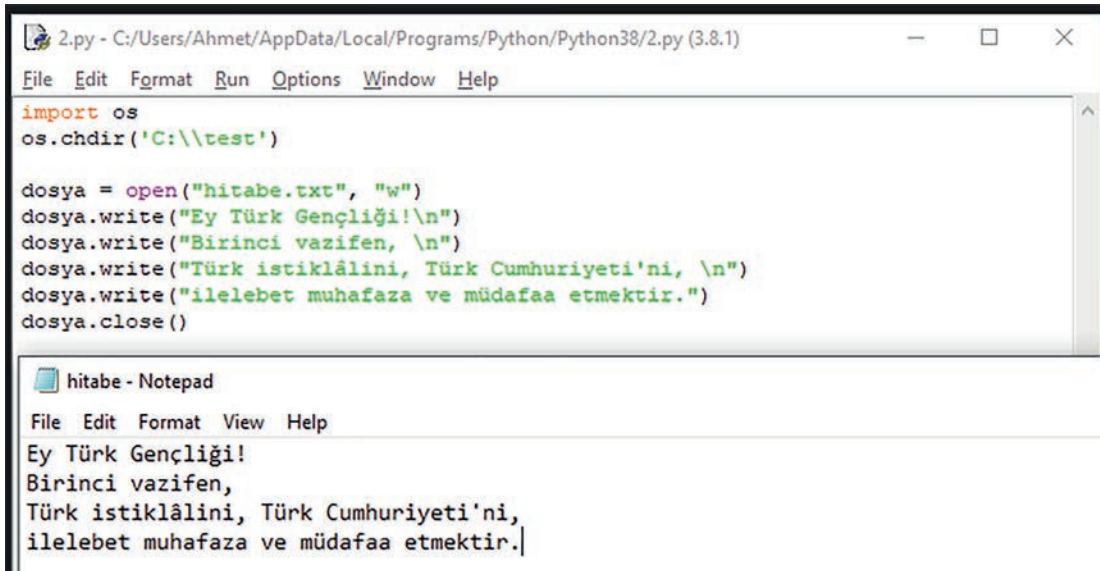 2.py - C:/Users/Ahmet/AppData/Local/Programs/Python/Python38/2.py (3.8.1)
File Edit Format Run Options Window Help
import os
os.chdir('C:\\test')
dosya = open("hitabe.txt", "w")
dosya.write("Ey Türk Gençliği!\n")
dosya.write("Birinci vazifen, \n")
dosya.write("Türk istiklâlini, Türk Cumhuriyeti'ni, \n")
dosya.write("ilelebet muhafaza ve müdafaa etmektir.")
dosya.close()
hitabe - Notepad
File Edit Format View Help
Ey Türk Gençliği!
Birinci vazifen,
Türk istiklâlini, Türk Cumhuriyeti'ni,
ilelebet muhafaza ve müdafaa etmektir.